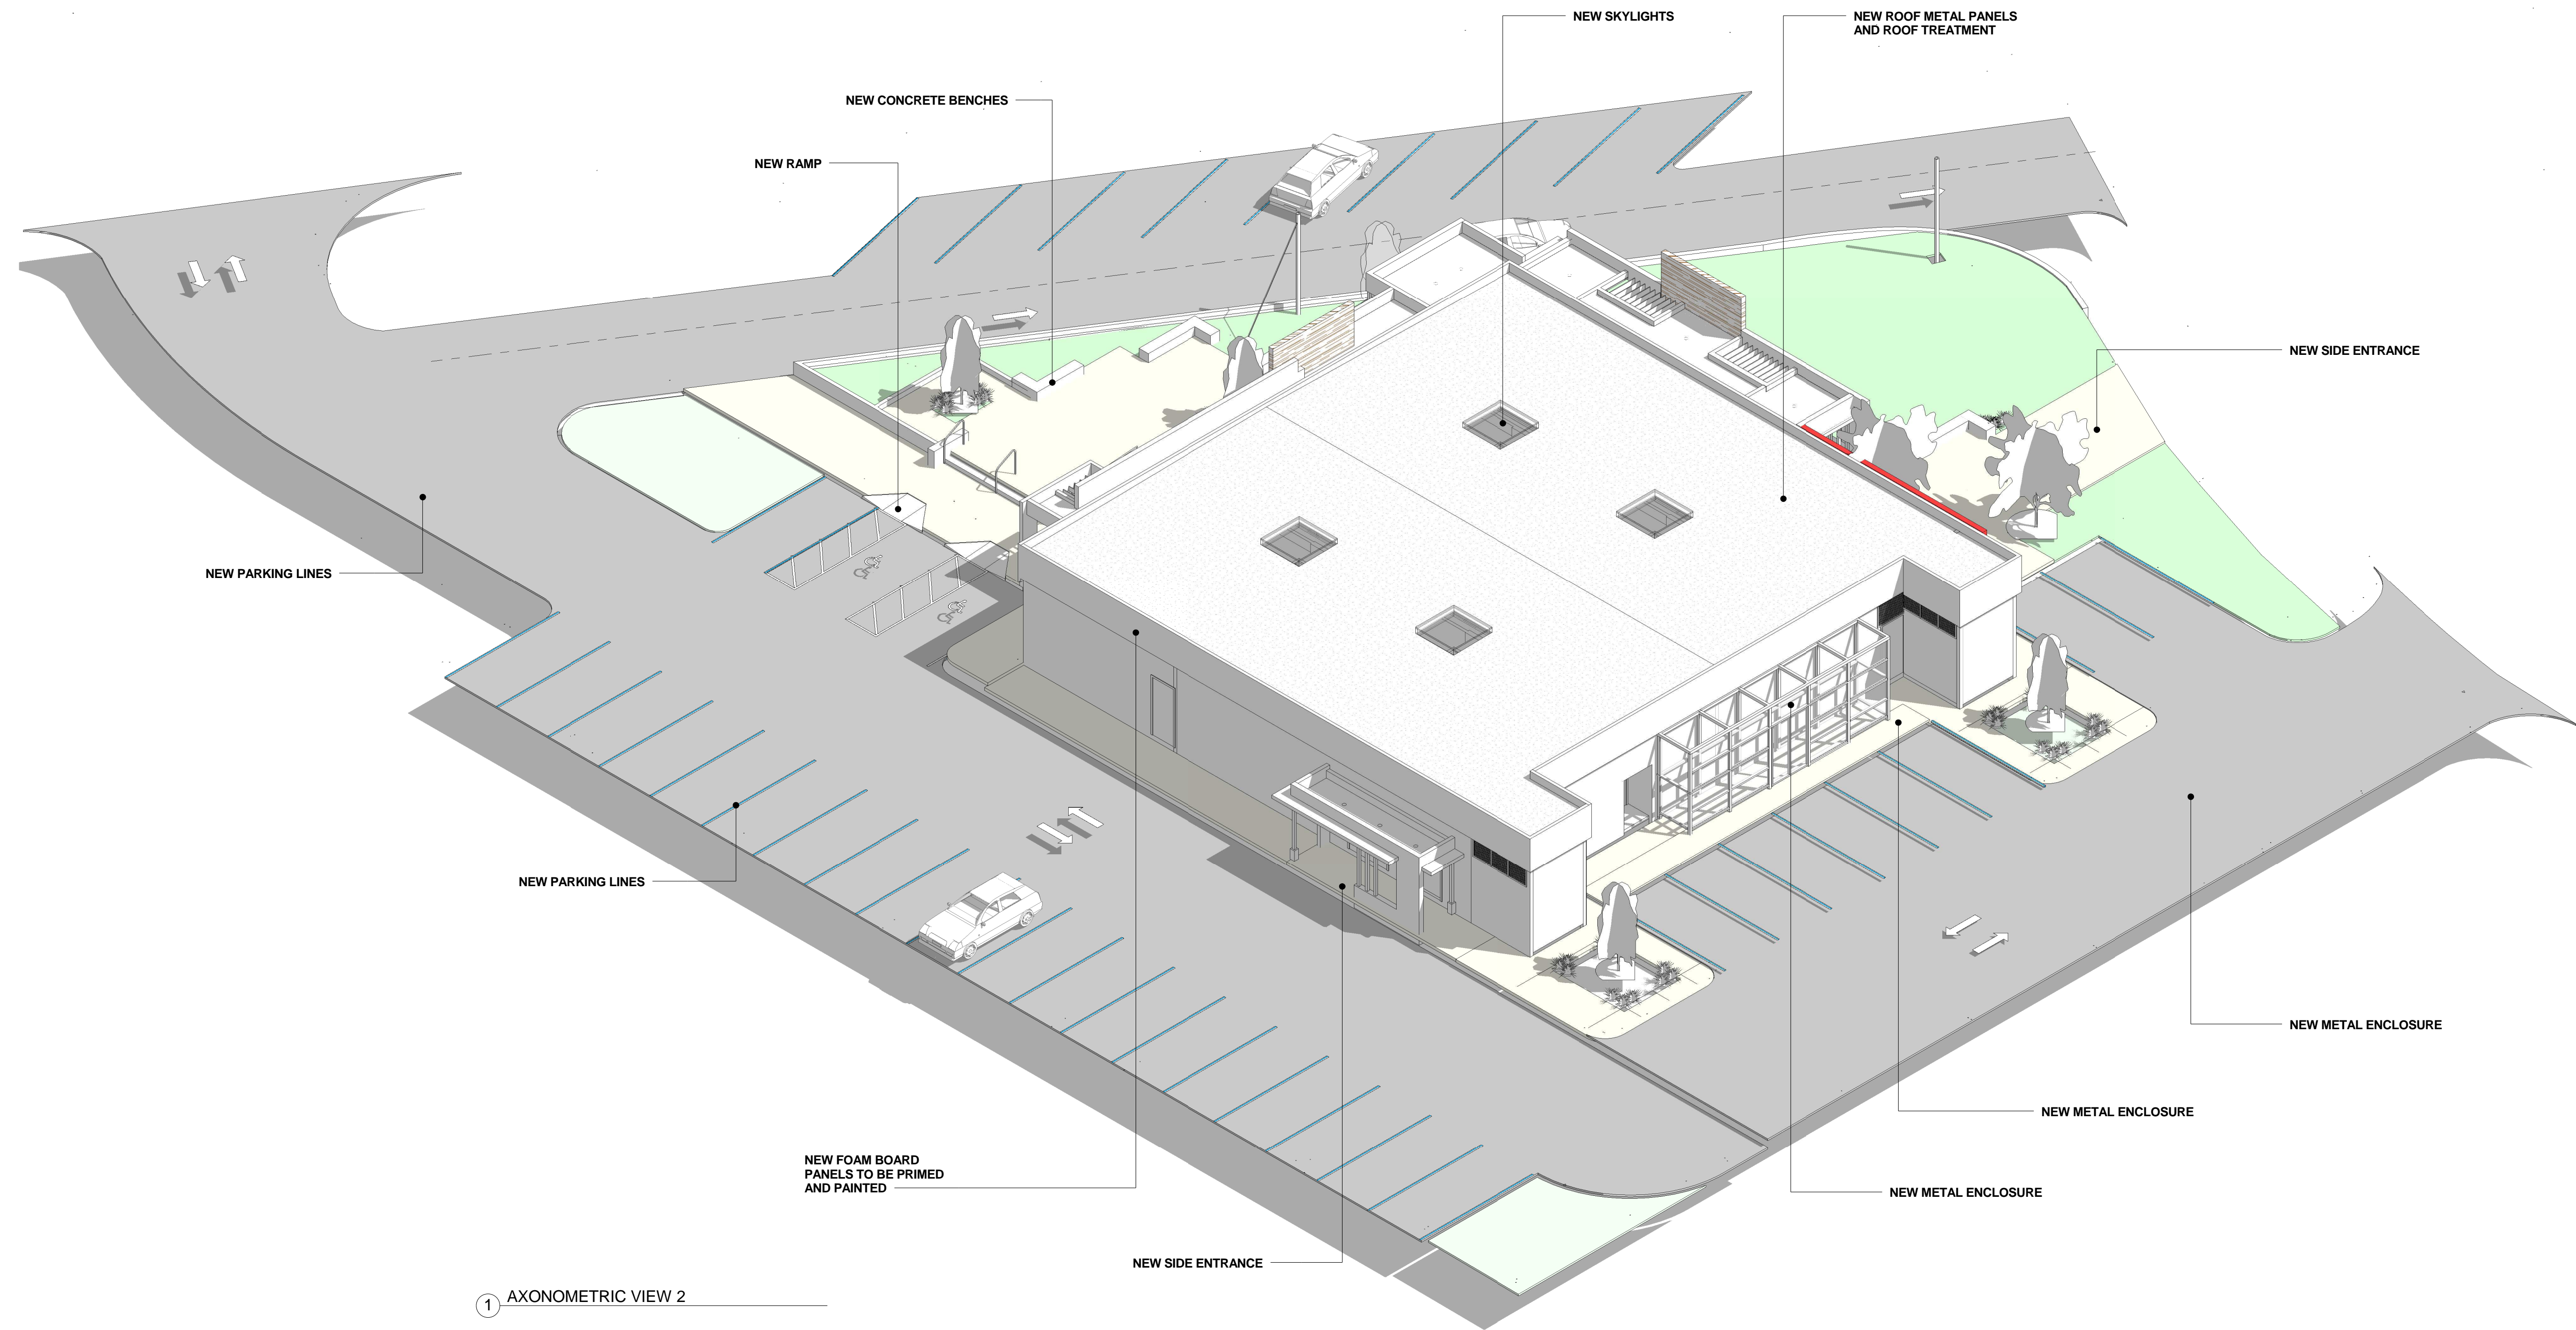 NEW SKYLIGHTS
NEW ROOF METAL PANELS
AND ROOF TREATMENT
NEW CONCRETE BENCHES
NEW RAMP
NEW SIDE ENTRANCE
NEW PARKING LINES
NEW PARKING LINES
NEW METAL ENCLOSURE
NEW METAL ENCLOSURE
NEW FOAM BOARD
PANELS TO BE PRIMED
AND PAINTED
NEW METAL ENCLOSURE
NEW SIDE ENTRANCE
1 AXONOMETRIC VIEW 2